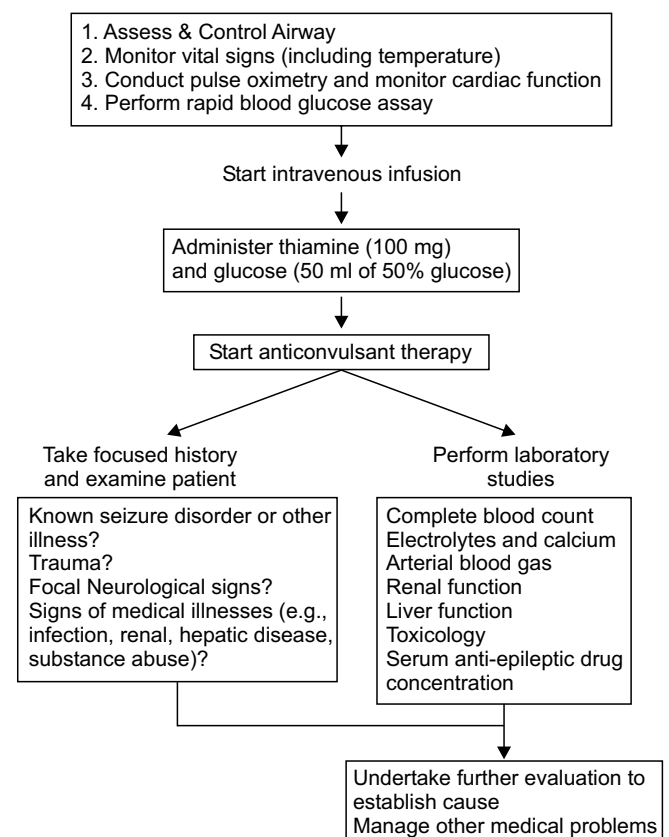 1. Assess & Control Airway
2. Monitor vital signs (including temperature)
3. Conduct pulse oximetry and monitor cardiac function
4. Perform rapid blood glucose assay
Start intravenous infusion
Administer thiamine (100 mg)
and glucose (50 ml of 50% glucose)
Start anticonvulsant therapy
Take focused history
and examine patient
Known seizure disorder or other
illness?
Trauma?
Focal Neurological signs?
Signs of medical illnesses (e.g.,
infection, renal, hepatic disease,
substance abuse)?
Perform laboratory
studies
Complete blood count
Electrolytes and calcium
Arterial blood gas
Renal function
Liver function
Toxicology
Serum anti-epileptic drug
concentration
Undertake further evaluation to
establish cause
Manage other medical problems